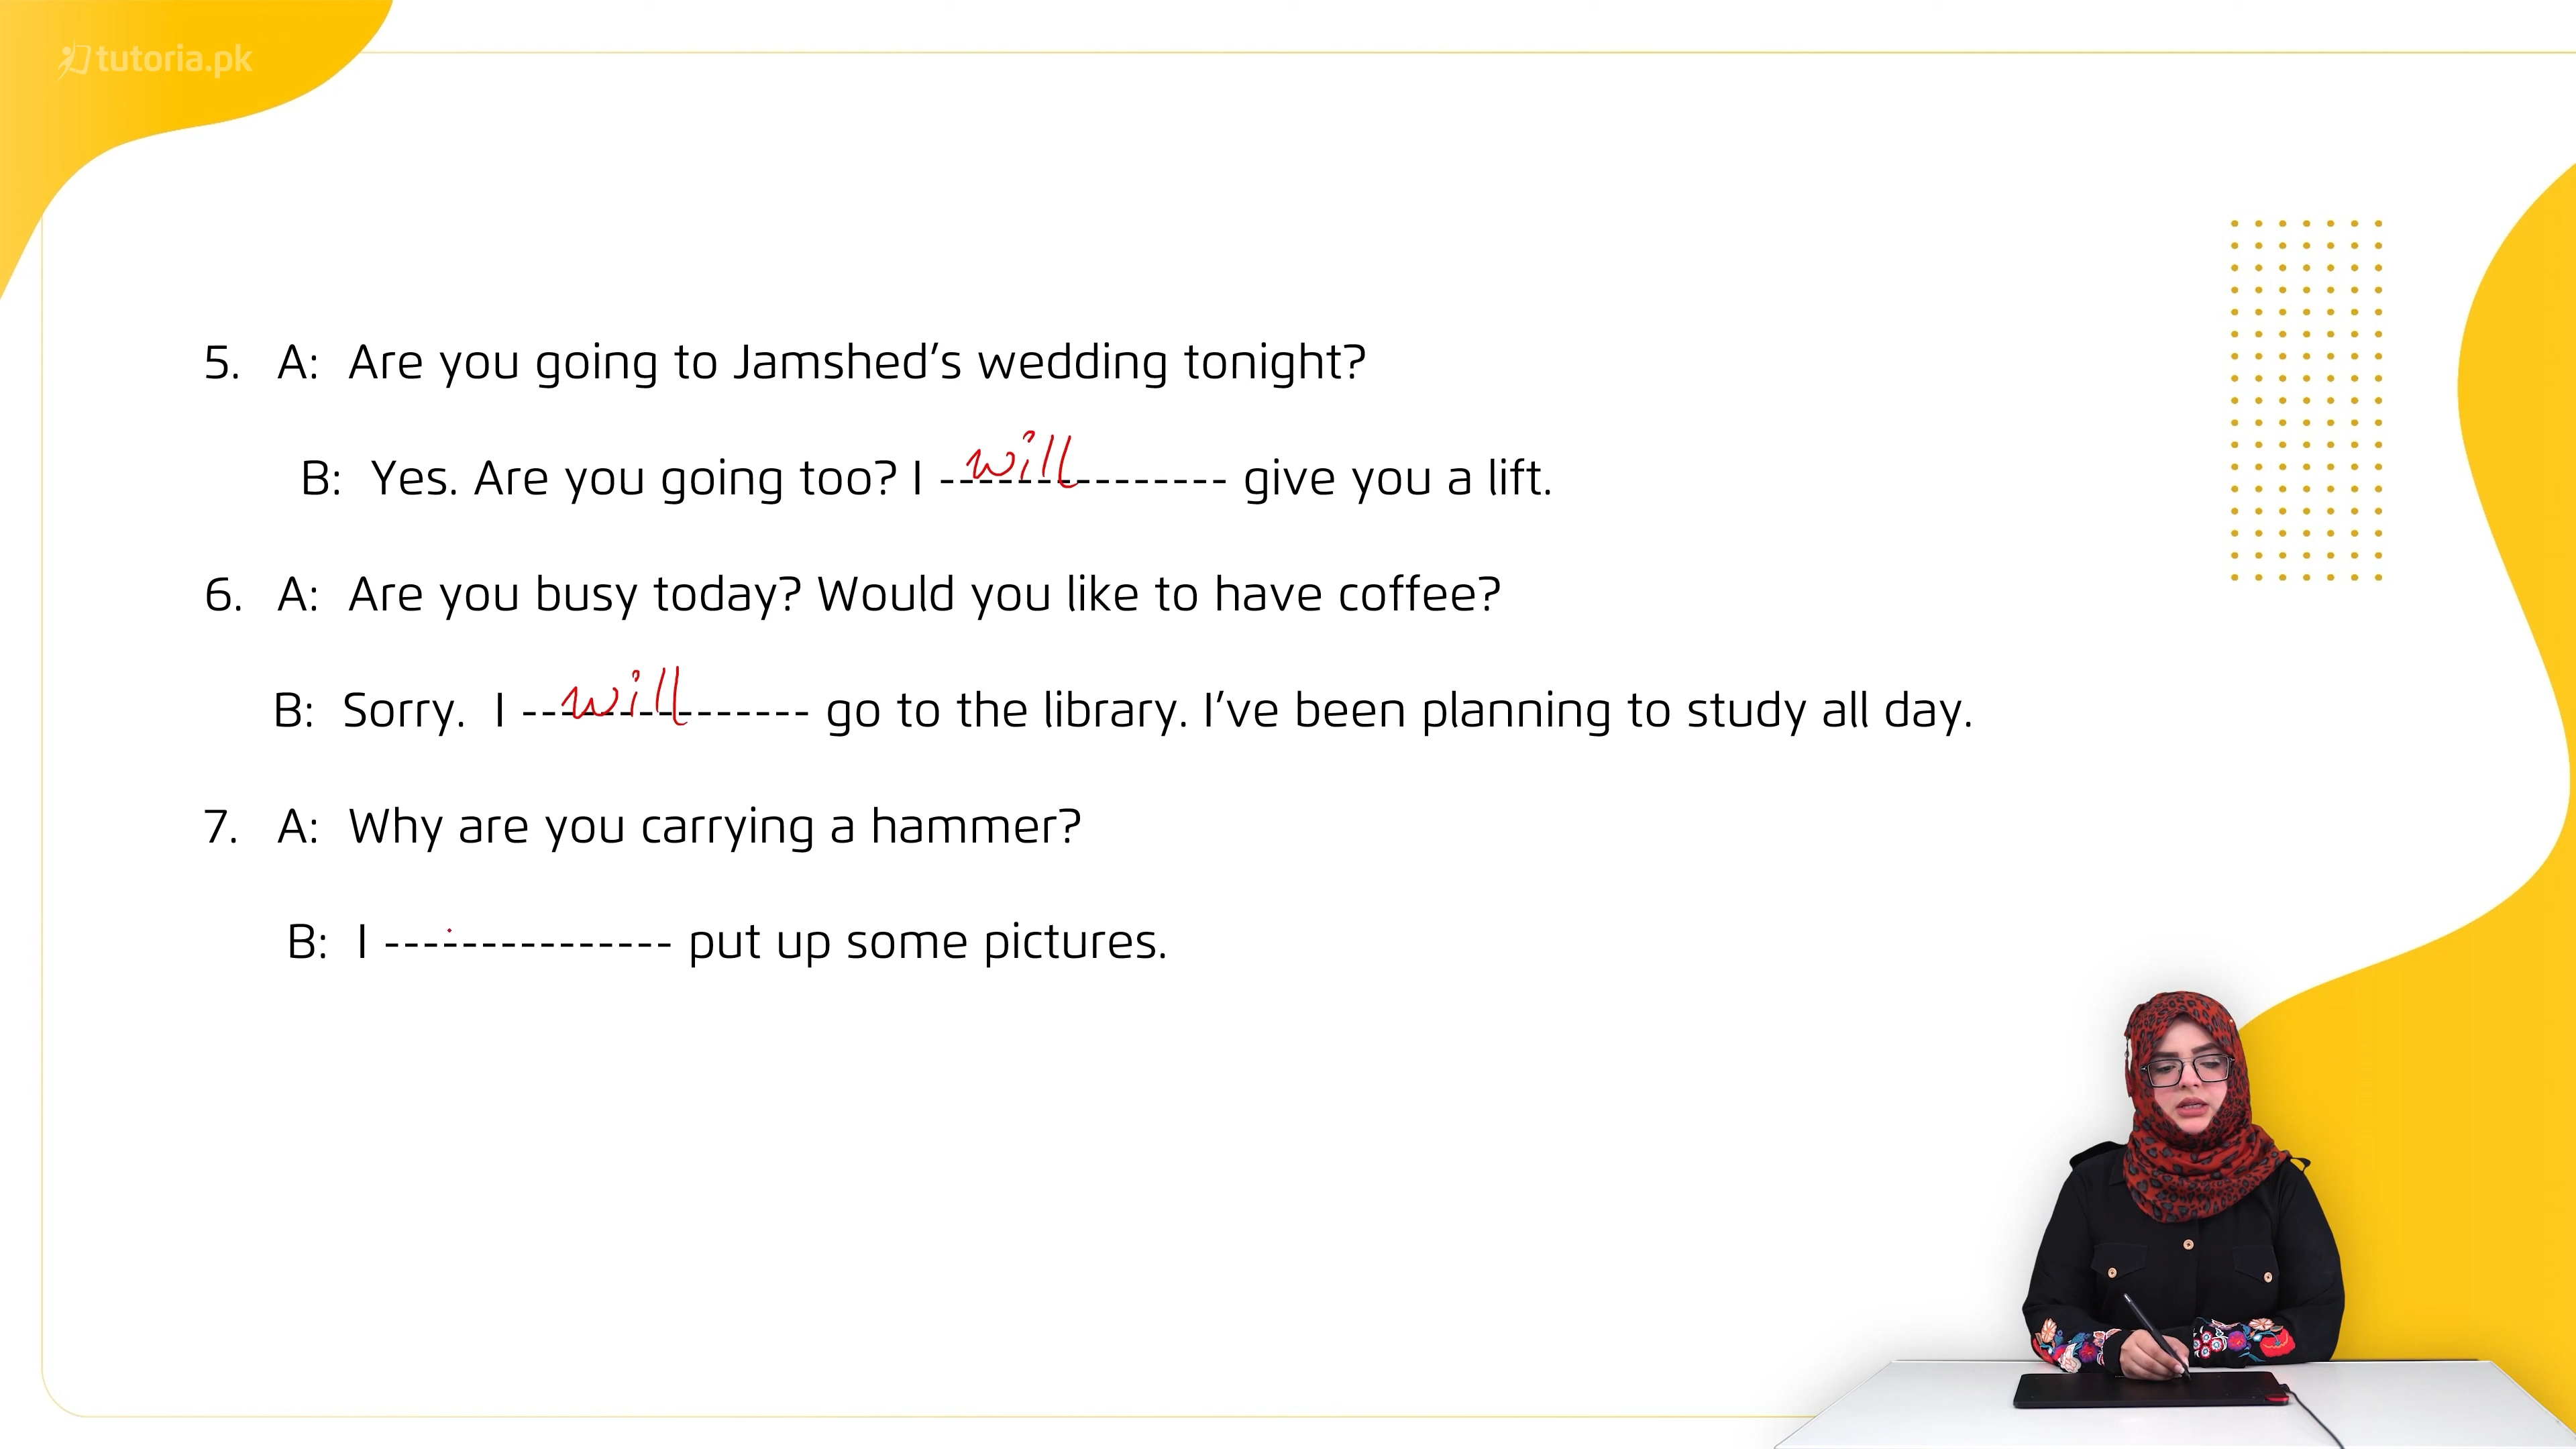 tutoria.pk
5. A: Are you going to Jamshed’s wedding tonight?
B: Yes. Are you going too? I --will------------- give you a lift.
6. A: Are you busy today? Would you like to have coffee?
B: Sorry. I --will------------- go to the library. I’ve been planning to study all day.
7. A: Why are you carrying a hammer?
B: I --------------- put up some pictures.